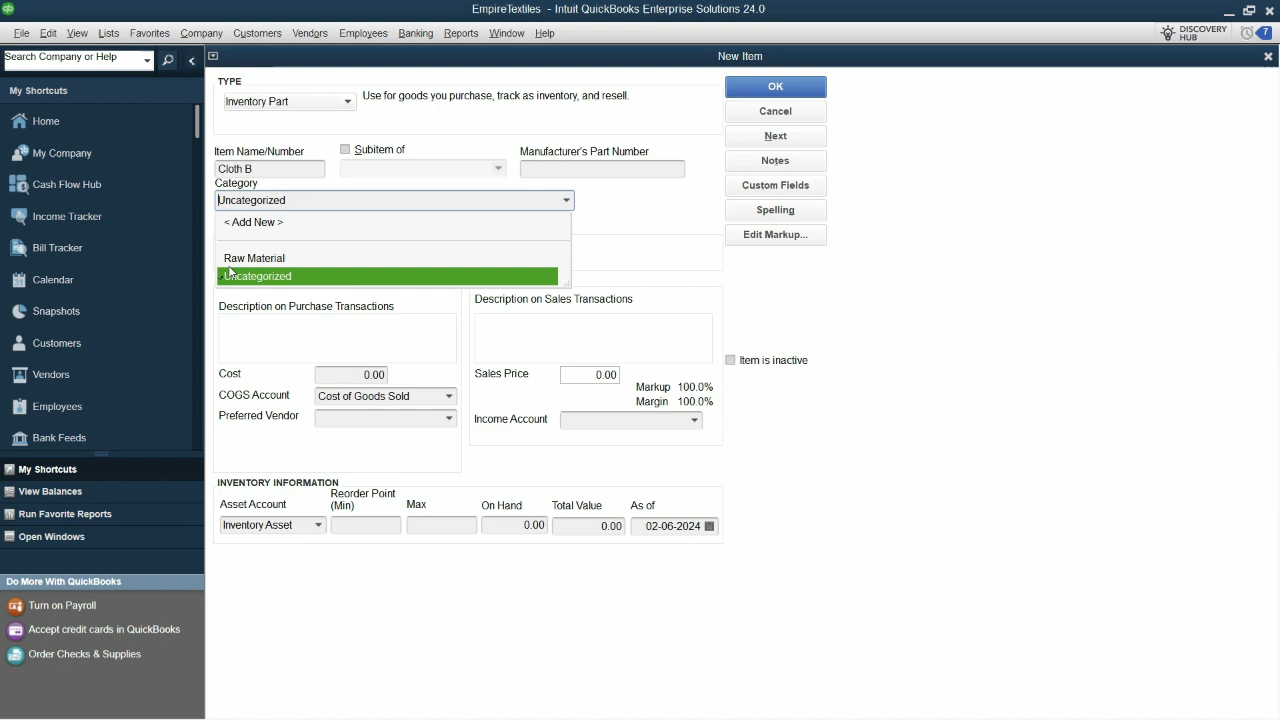 EmpireTextiles - Intuit QuickBooks Enterprise Solutions 24.0
File Edit View Lists Favorites Company Customers Vendors Employees Banking Reports Window Help
DISCOVERY
HUB
7
Search Company or Help
New Item
My Shortcuts
Home
My Company
Cash Flow Hub
Income Tracker
Bill Tracker
Calendar
Snapshots
Customers
Vendors
Employees
Bank Feeds
My Shortcuts
View Balances
Run Favorite Reports
Open Windows
Do More With QuickBooks
Turn on Payroll
Accept credit cards in QuickBooks
Order Checks & Supplies
TYPE
Inventory Part
Use for goods you purchase, track as inventory, and resell.
Item Name/Number
Subitem of
Manufacturer's Part Number
Cloth B
Category
Uncategorized
< Add New >
Raw Material
Uncategorized
Description on Purchase Transactions
Cost 0.00
COGS Account Cost of Goods Sold
Preferred Vendor
Description on Sales Transactions
Sales Price 0.00
Markup 100.0%
Margin 100.0%
Income Account
INVENTORY INFORMATION
Asset Account
Reorder Point
(Min)
Max
On Hand
Total Value
As of
Inventory Asset
0.00
0.00
02-06-2024
OK
Cancel
Next
Notes
Custom Fields
Spelling
Edit Markup...
Item is inactive
qb